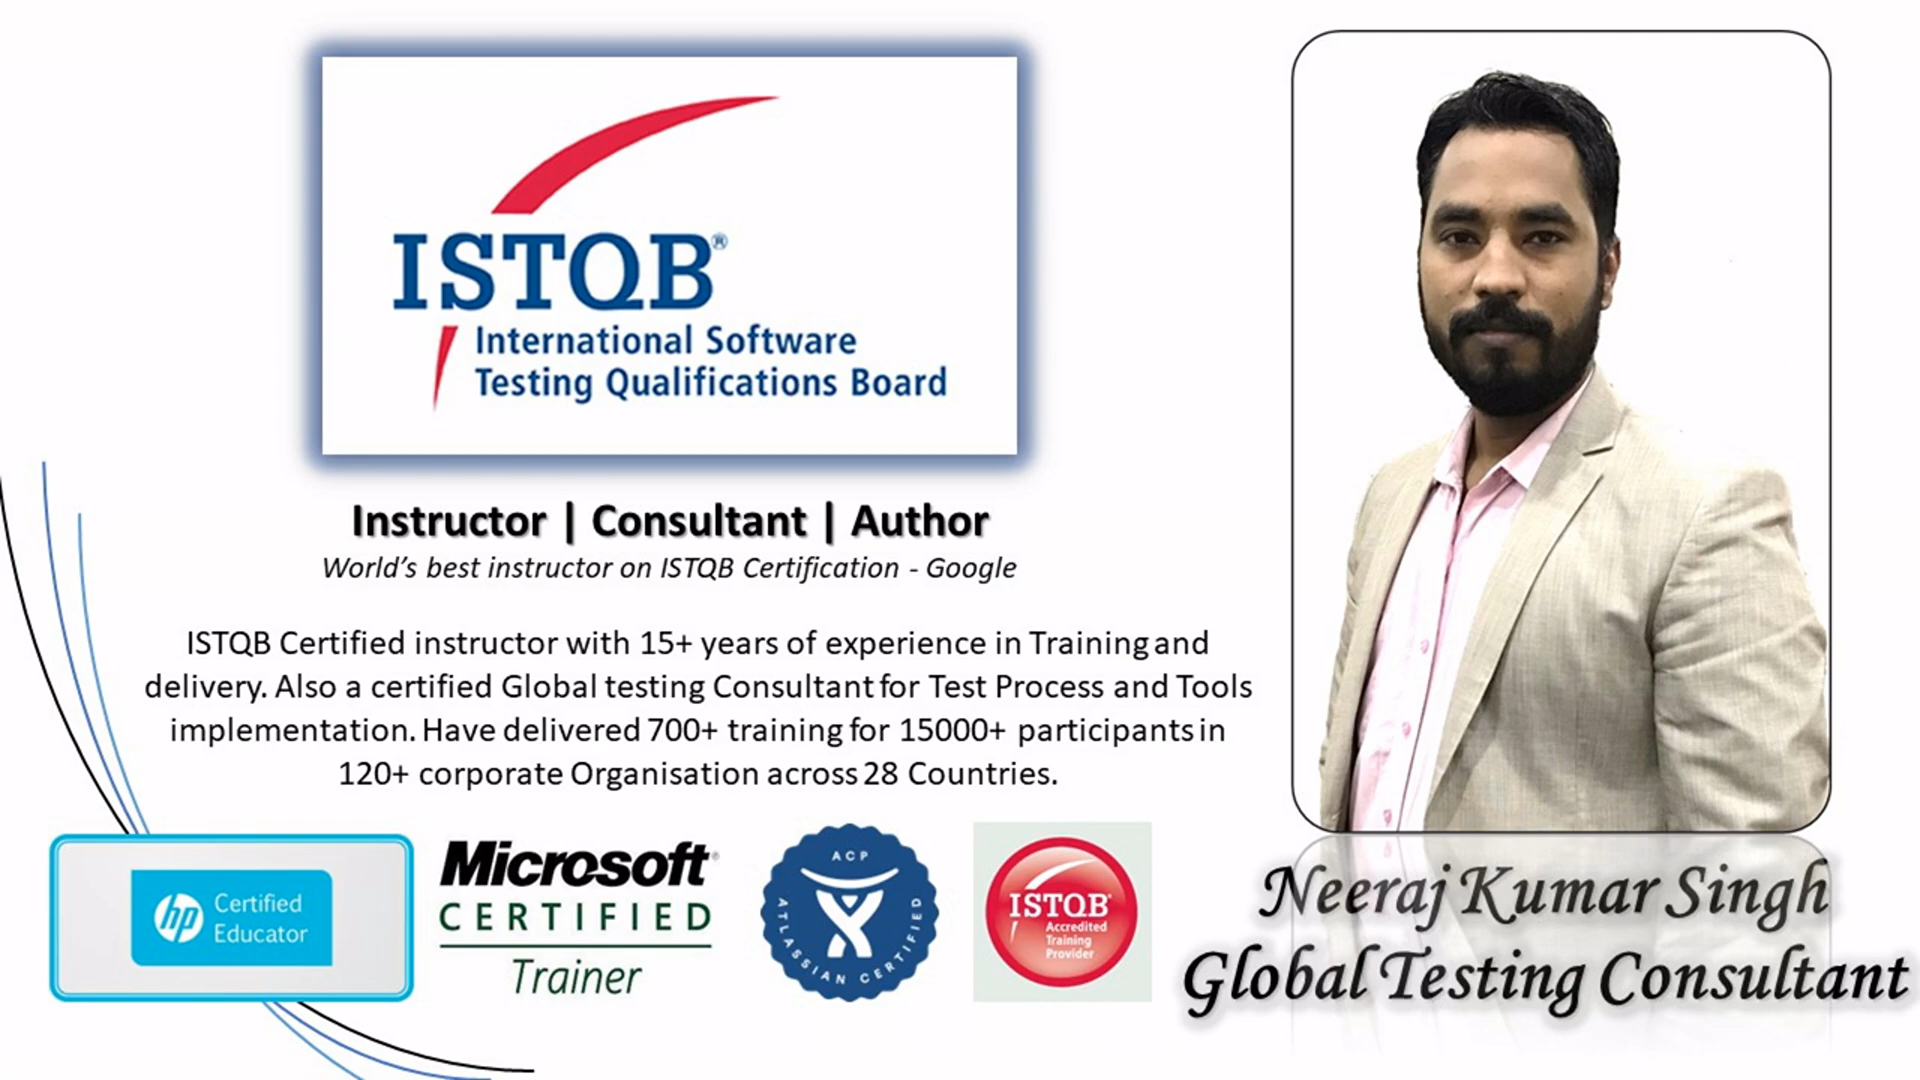 ISTQB®
International Software
Testing Qualifications Board
Instructor | Consultant | Author
World's best instructor on ISTQB Certification - Google
ISTQB Certified instructor with 15+ years of experience in Training and
delivery. Also a certified Global testing Consultant for Test Process and Tools
implementation. Have delivered 700+ training for 15000+ participants in
120+ corporate Organisation across 28 Countries.
hp Certified
Educator
Microsoft®
CERTIFIED
Trainer
ACP
ATLASSIAN CERTIFIED
ISTQB®
Accredited
Training
Provider
Neeraj Kumar Singh
Global Testing Consultant